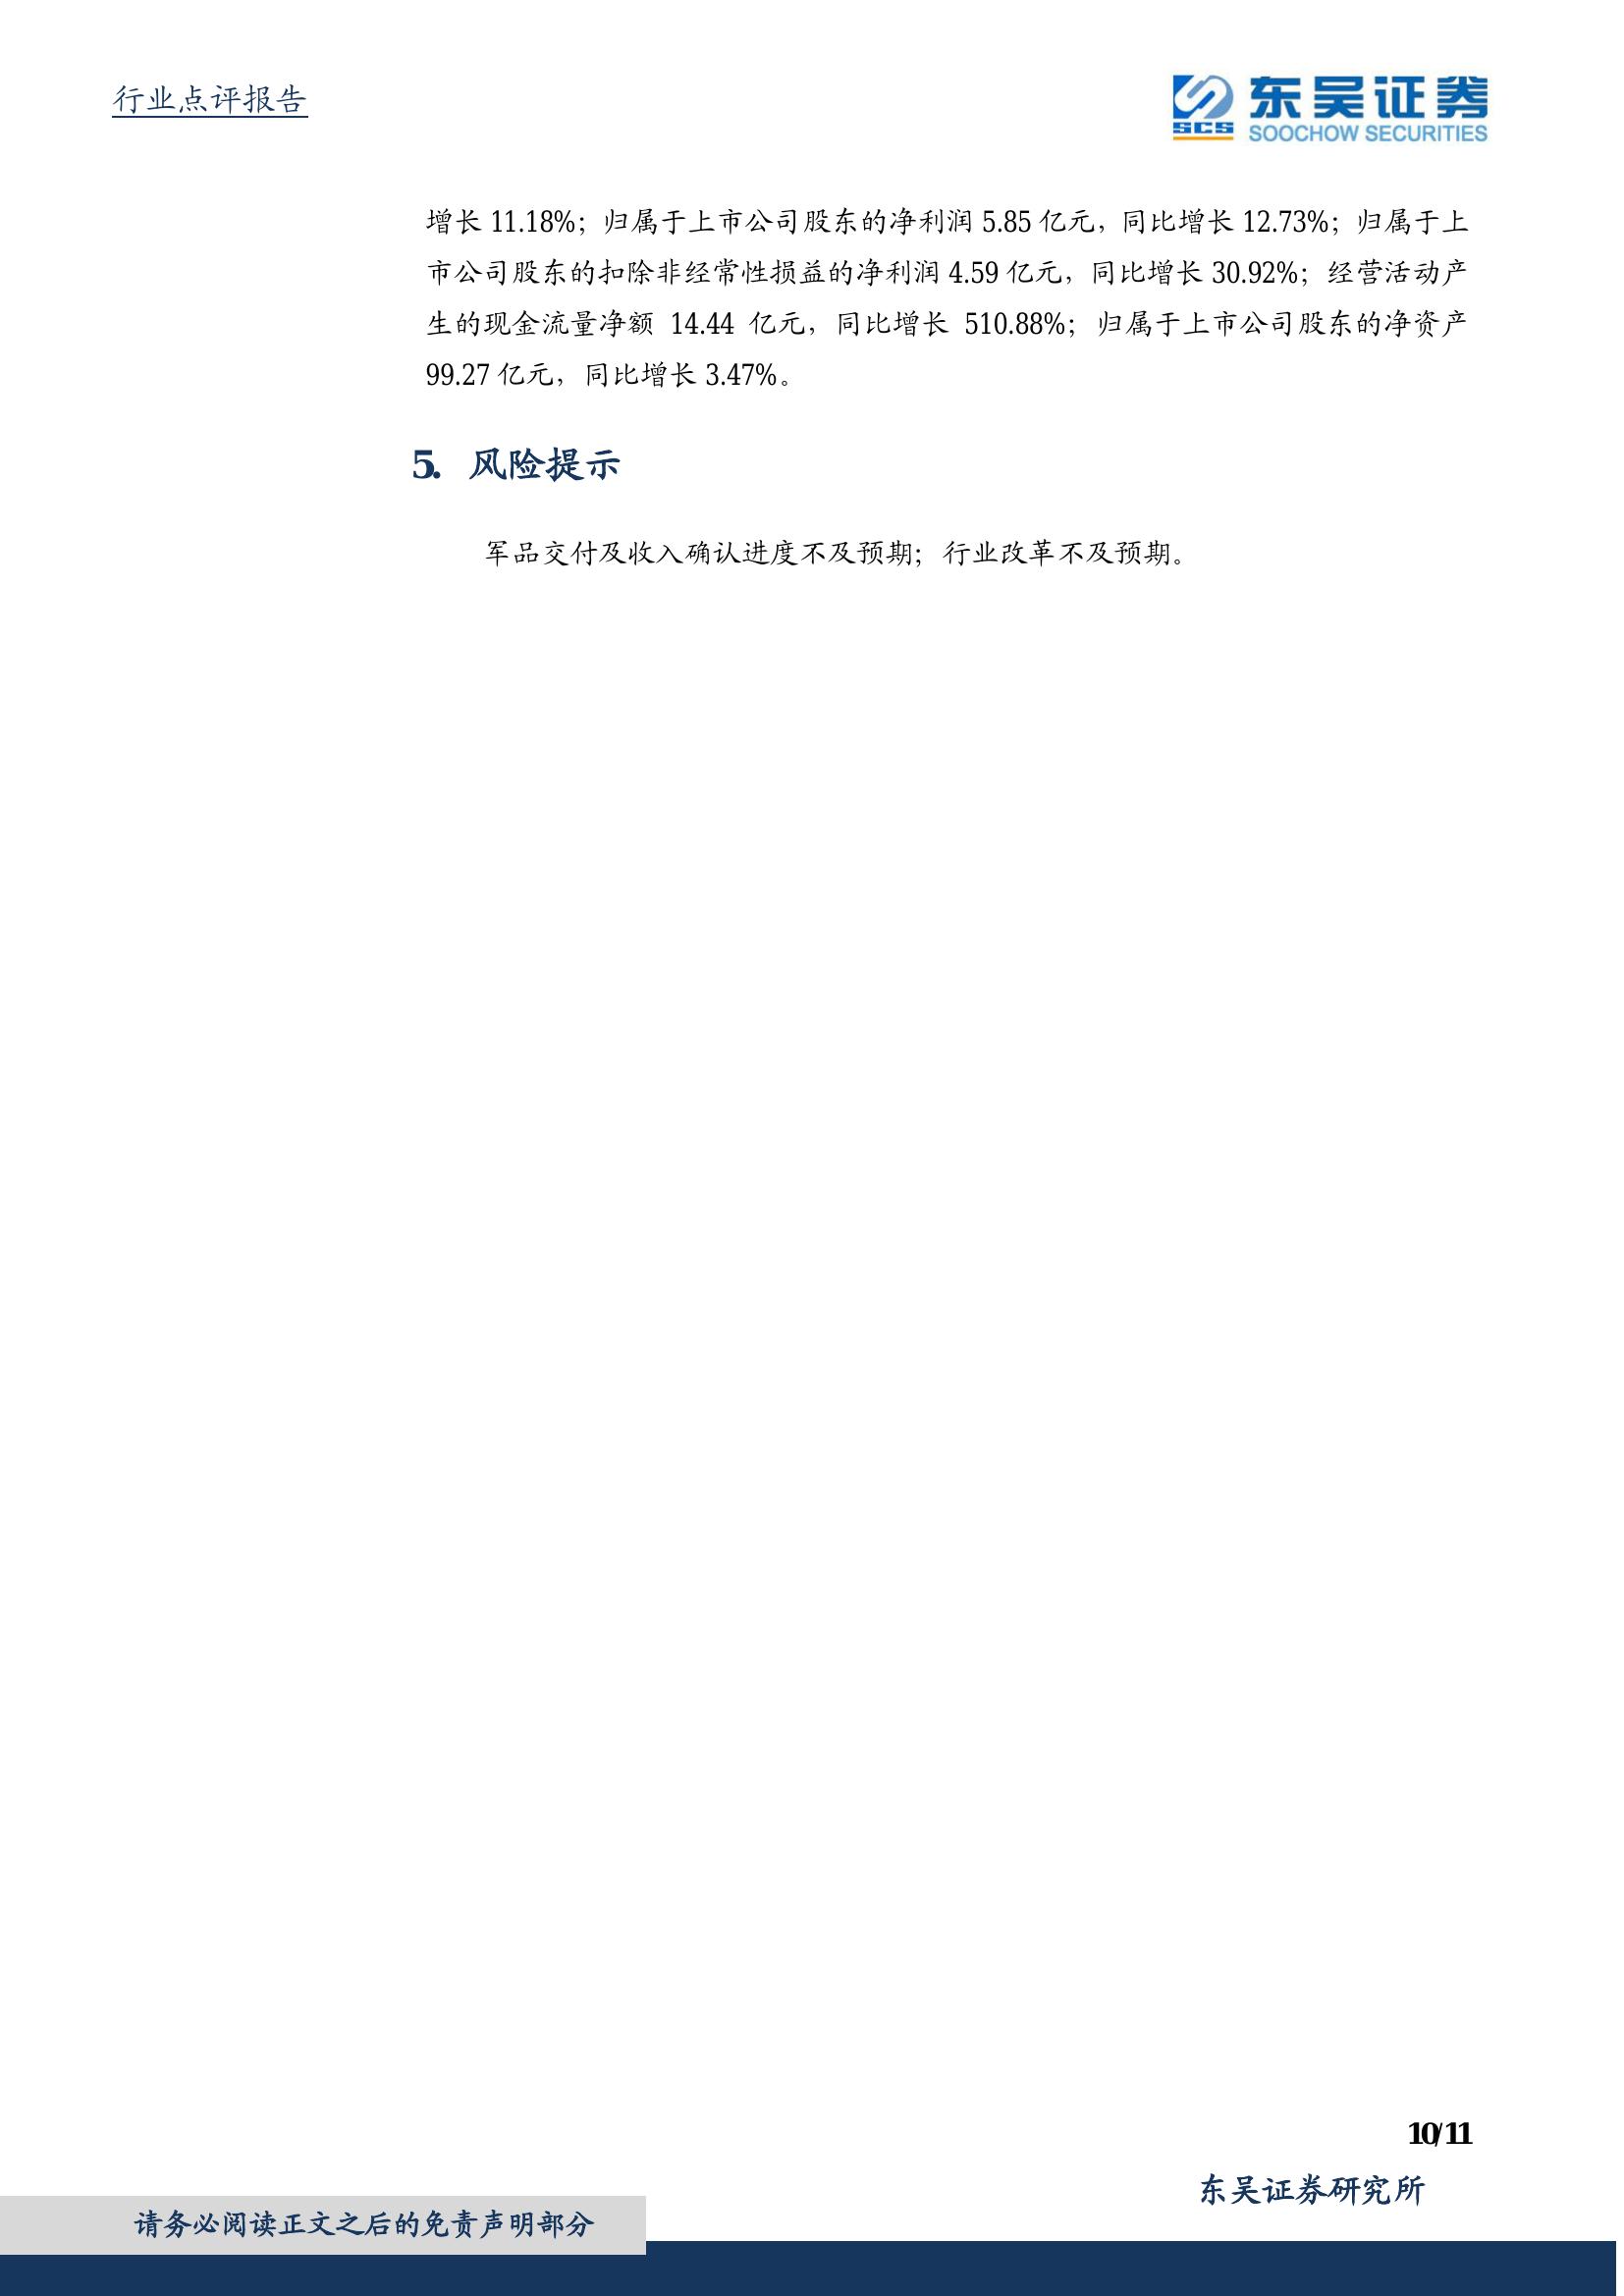 行业点评报告
SCS 东吴证券
SOOCHOW SECURITIES
增长 11.18%；归属于上市公司股东的净利润 5.85 亿元，同比增长 12.73%；归属于上
市公司股东的扣除非经常性损益的净利润 4.59 亿元，同比增长 30.92%；经营活动产
生的现金流量净额 14.44 亿元，同比增长 510.88%；归属于上市公司股东的净资产
99.27 亿元，同比增长 3.47%。
5. 风险提示
军品交付及收入确认进度不及预期；行业改革不及预期。
10/11
东吴证券研究所
请务必阅读正文之后的免责声明部分